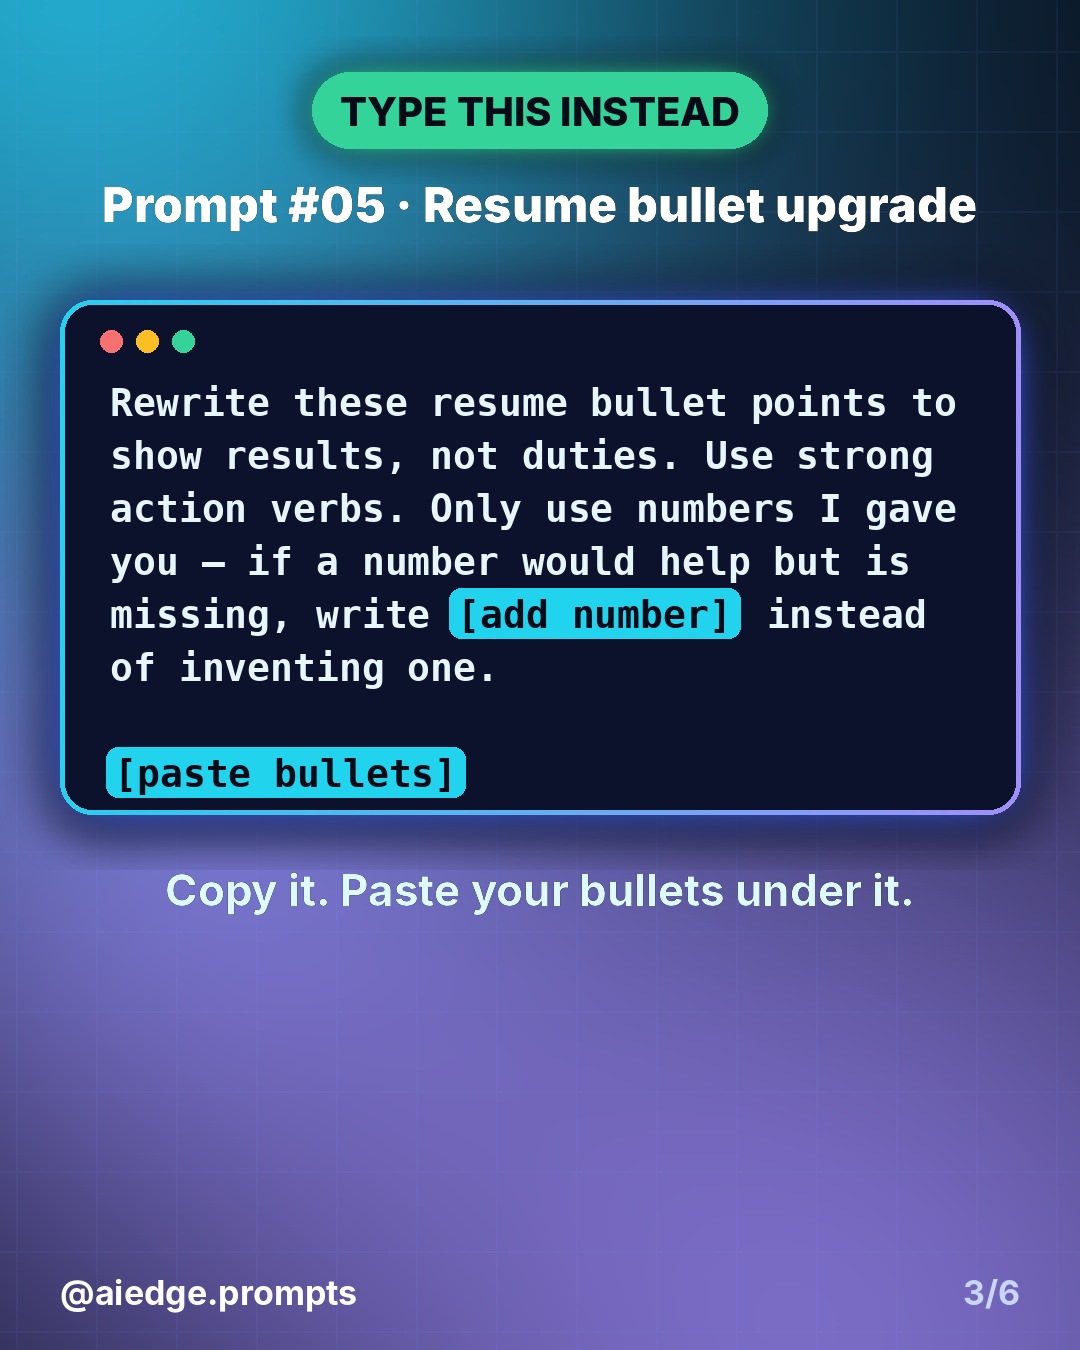 TYPE THIS INSTEAD
Prompt #05 · Resume bullet upgrade
Rewrite these resume bullet points to
show results, not duties. Use strong
action verbs. Only use numbers I gave
you — if a number would help but is
missing, write [add number] instead
of inventing one.
[paste bullets]
Copy it. Paste your bullets under it.
@aiedge.prompts
3/6